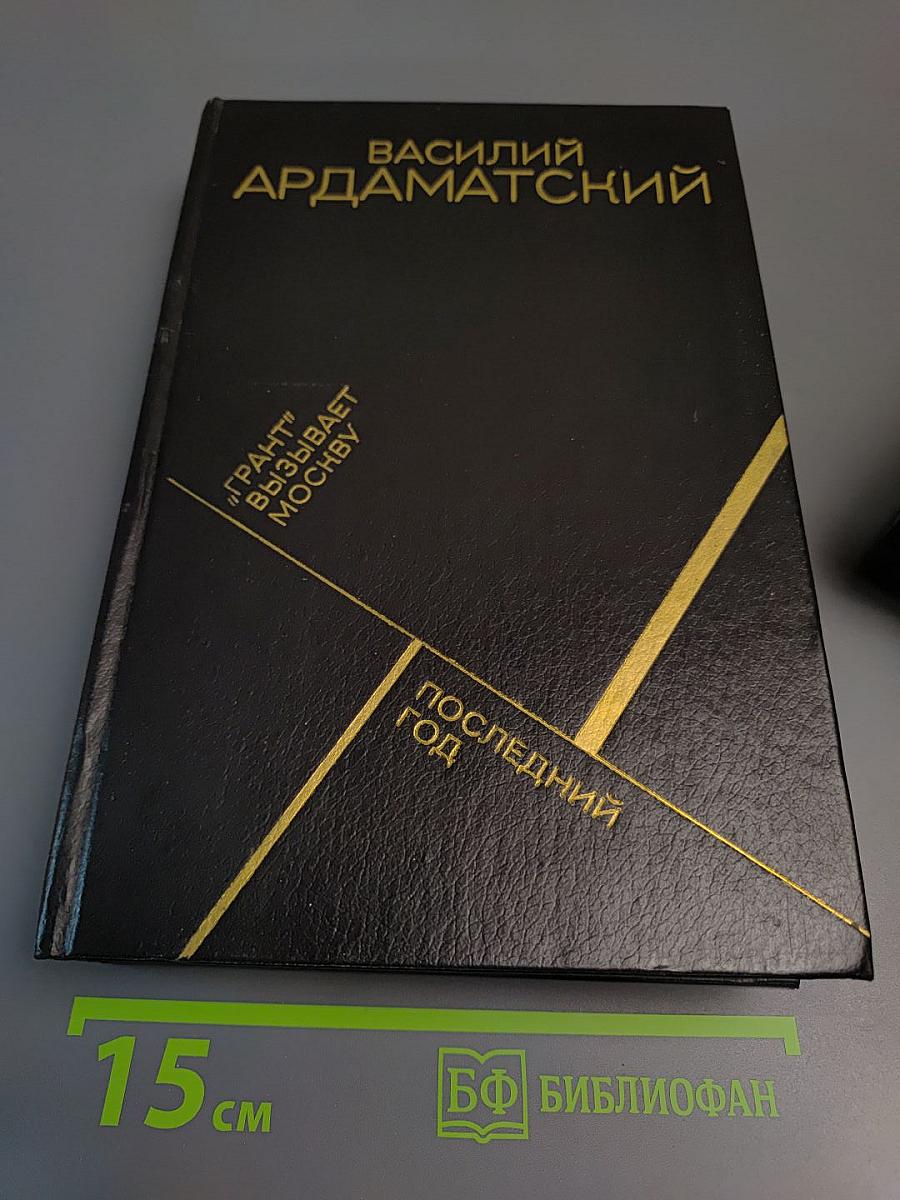 ВАСИЛИЙ
АРДАМАТСКИЙ
„ГРАНТ"
ВЫЗЫВАЕТ
МОСКВУ
ПОСЛЕДНИЙ
ГОД
15 см
БФ БИБЛИОФАН